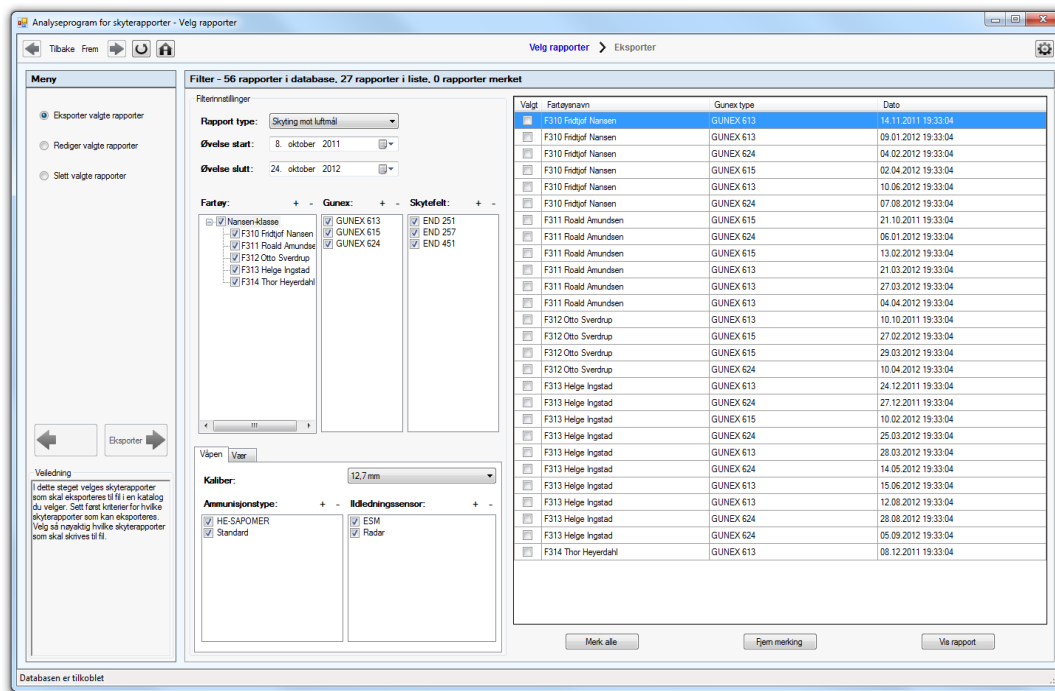 Analyseprogram for skyterapporter - Velg rapporter
Tilbake Frem
Velg rapporter > Eksporter
Meny
Eksporter valgte rapporter
Rediger valgte rapporter
Slett valgte rapporter
Eksporter
Veiledning
I dette steget velges skyterapporter
som skal eksporteres til fil i en katalog
du velger. Sett først kriterier for hvilke
skyterapporter som kan eksporteres.
Velg så nøyaktig hvilke skyterapporter
som skal skrives til fil.
Filter - 56 rapporter i database, 27 rapporter i liste, 0 rapporter merket
Filterinnstillinger
Rapport type: Skyting mot luftmål
Øvelse start: 8. oktober 2011
Øvelse slutt: 24. oktober 2012
Fartøy: + - Gunex: + - Skytefelt: + -
Nansen-klasse
F310 Fridtjof Nansen
F311 Roald Amundse
F312 Otto Sverdrup
F313 Helge Ingstad
F314 Thor Heyerdahl
GUNEX 613
GUNEX 615
GUNEX 624
END 251
END 257
END 451
Våpen Vær
Kaliber: 12,7 mm
Ammunisjonstype: + - Ildledningssensor: + -
HE-SAPOMER
Standard
ESM
Radar
Valgt Fartøysnavn Gunex type Dato
F310 Fridtjof Nansen GUNEX 613 14.11.2011 19:33:04
F310 Fridtjof Nansen GUNEX 613 09.01.2012 19:33:04
F310 Fridtjof Nansen GUNEX 624 04.02.2012 19:33:04
F310 Fridtjof Nansen GUNEX 615 02.04.2012 19:33:04
F310 Fridtjof Nansen GUNEX 613 10.06.2012 19:33:04
F310 Fridtjof Nansen GUNEX 624 07.08.2012 19:33:04
F311 Roald Amundsen GUNEX 615 21.10.2011 19:33:04
F311 Roald Amundsen GUNEX 624 06.01.2012 19:33:04
F311 Roald Amundsen GUNEX 615 13.02.2012 19:33:04
F311 Roald Amundsen GUNEX 613 21.03.2012 19:33:04
F311 Roald Amundsen GUNEX 613 27.03.2012 19:33:04
F311 Roald Amundsen GUNEX 613 04.04.2012 19:33:04
F312 Otto Sverdrup GUNEX 613 10.10.2011 19:33:04
F312 Otto Sverdrup GUNEX 615 27.02.2012 19:33:04
F312 Otto Sverdrup GUNEX 615 29.03.2012 19:33:04
F312 Otto Sverdrup GUNEX 624 10.04.2012 19:33:04
F313 Helge Ingstad GUNEX 613 24.12.2011 19:33:04
F313 Helge Ingstad GUNEX 624 27.12.2011 19:33:04
F313 Helge Ingstad GUNEX 615 10.02.2012 19:33:04
F313 Helge Ingstad GUNEX 624 25.03.2012 19:33:04
F313 Helge Ingstad GUNEX 613 28.03.2012 19:33:04
F313 Helge Ingstad GUNEX 624 14.05.2012 19:33:04
F313 Helge Ingstad GUNEX 613 15.06.2012 19:33:04
F313 Helge Ingstad GUNEX 613 12.08.2012 19:33:04
F313 Helge Ingstad GUNEX 624 28.08.2012 19:33:04
F313 Helge Ingstad GUNEX 624 05.09.2012 19:33:04
F314 Thor Heyerdahl GUNEX 613 08.12.2011 19:33:04
Merk alle Fjern merking Vis rapport
Databasen er tilkoblet